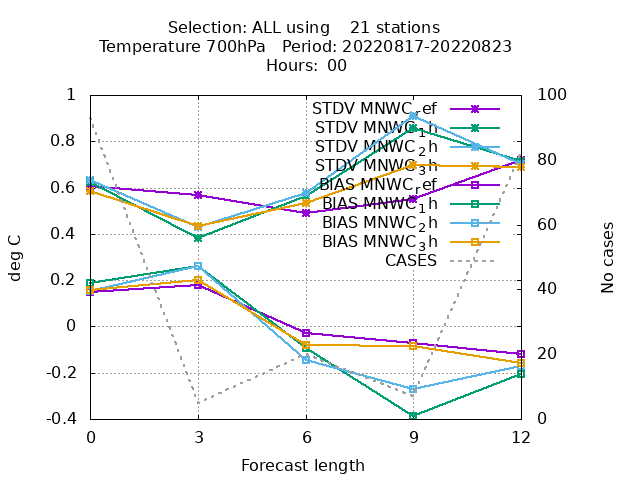 Selection: ALL using 21 stations
Temperature 700hPa Period: 20220817-20220823
Hours: 00
1
0.8
0.6
0.4
0.2
0
-0.2
-0.4
deg C
100
80
60
40
20
0
No cases
STDV MNWC_ref
STDV MNWC_1h
STDV MNWC_2h
STDV MNWC_3h
BIAS MNWC_ref
BIAS MNWC_1h
BIAS MNWC_2h
BIAS MNWC_3h
CASES
0 3 6 9 12
Forecast length